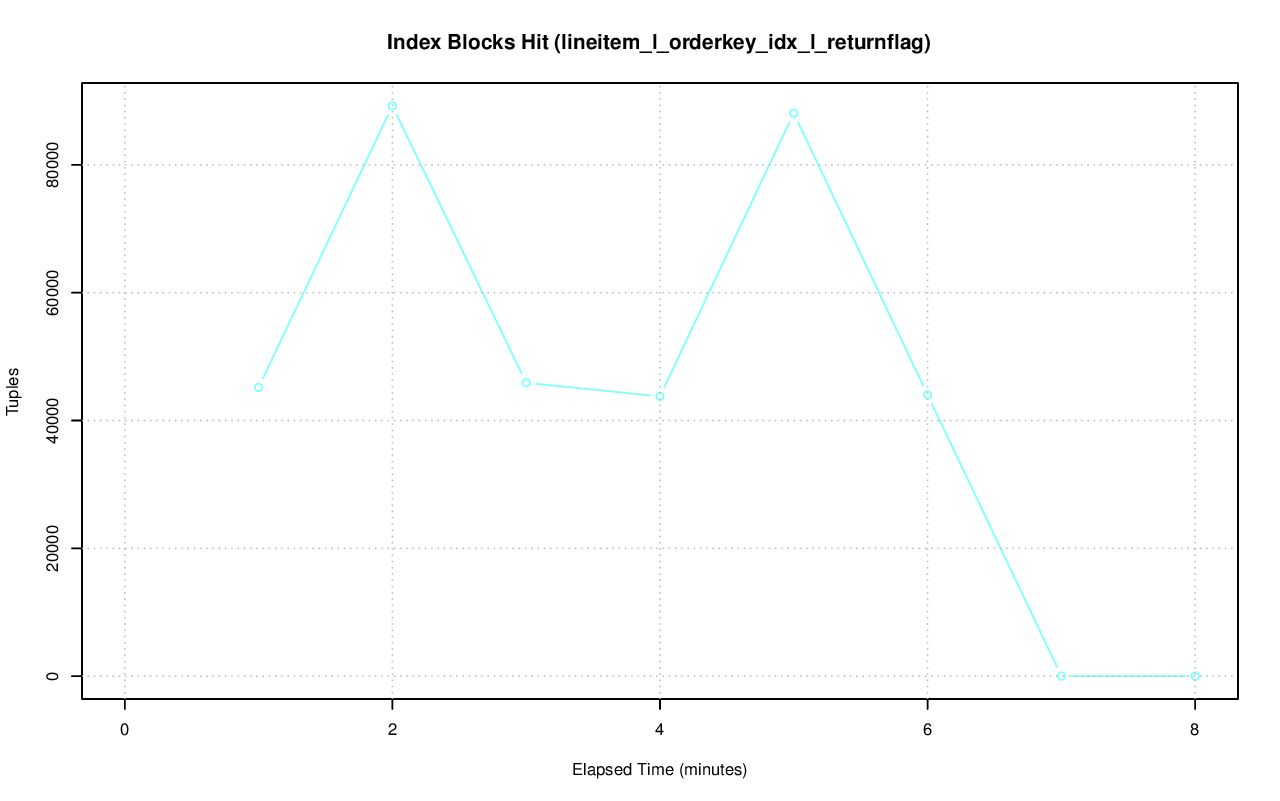 Index Blocks Hit (lineitem_l_orderkey_idx_l_returnflag)
Tuples
80000
60000
40000
20000
0
0 2 4 6 8
Elapsed Time (minutes)